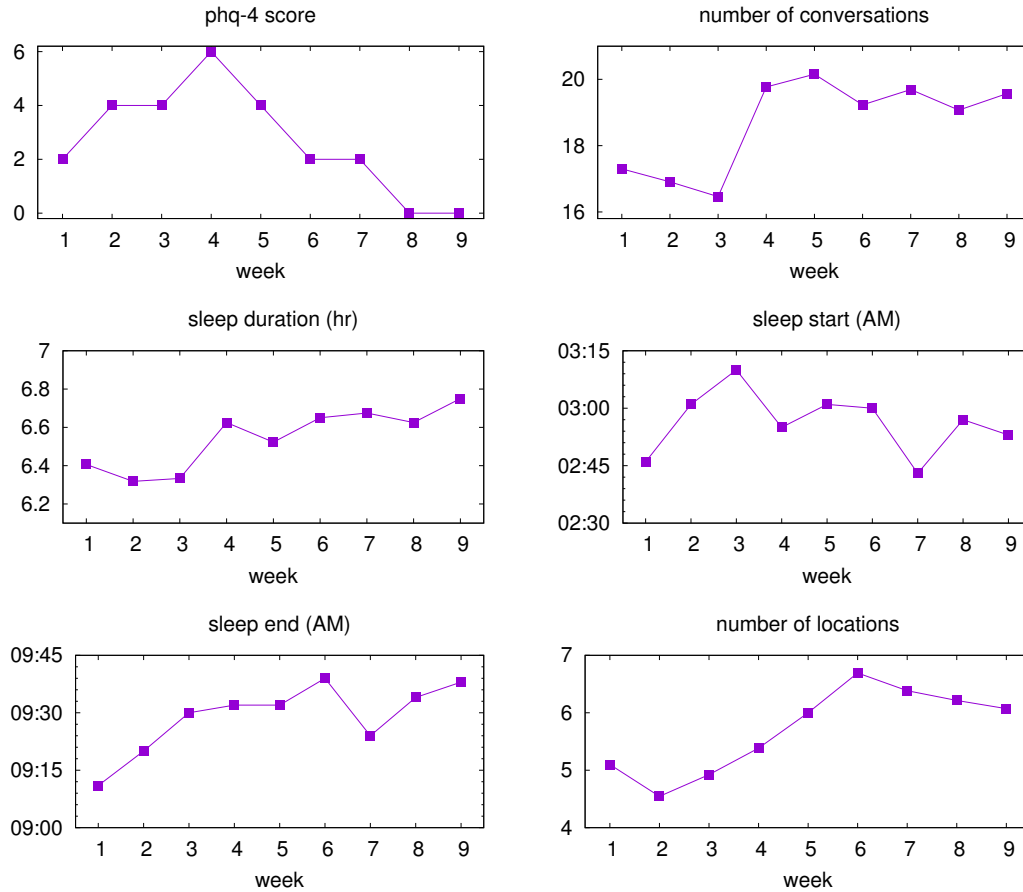 phq-4 score
6
4
2
0
1 2 3 4 5 6 7 8 9
week
number of conversations
20
18
16
1 2 3 4 5 6 7 8 9
week
sleep duration (hr)
7
6.8
6.6
6.4
6.2
1 2 3 4 5 6 7 8 9
week
sleep start (AM)
03:15
03:00
02:45
02:30
1 2 3 4 5 6 7 8 9
week
sleep end (AM)
09:45
09:30
09:15
09:00
1 2 3 4 5 6 7 8 9
week
number of locations
7
6
5
4
1 2 3 4 5 6 7 8 9
week